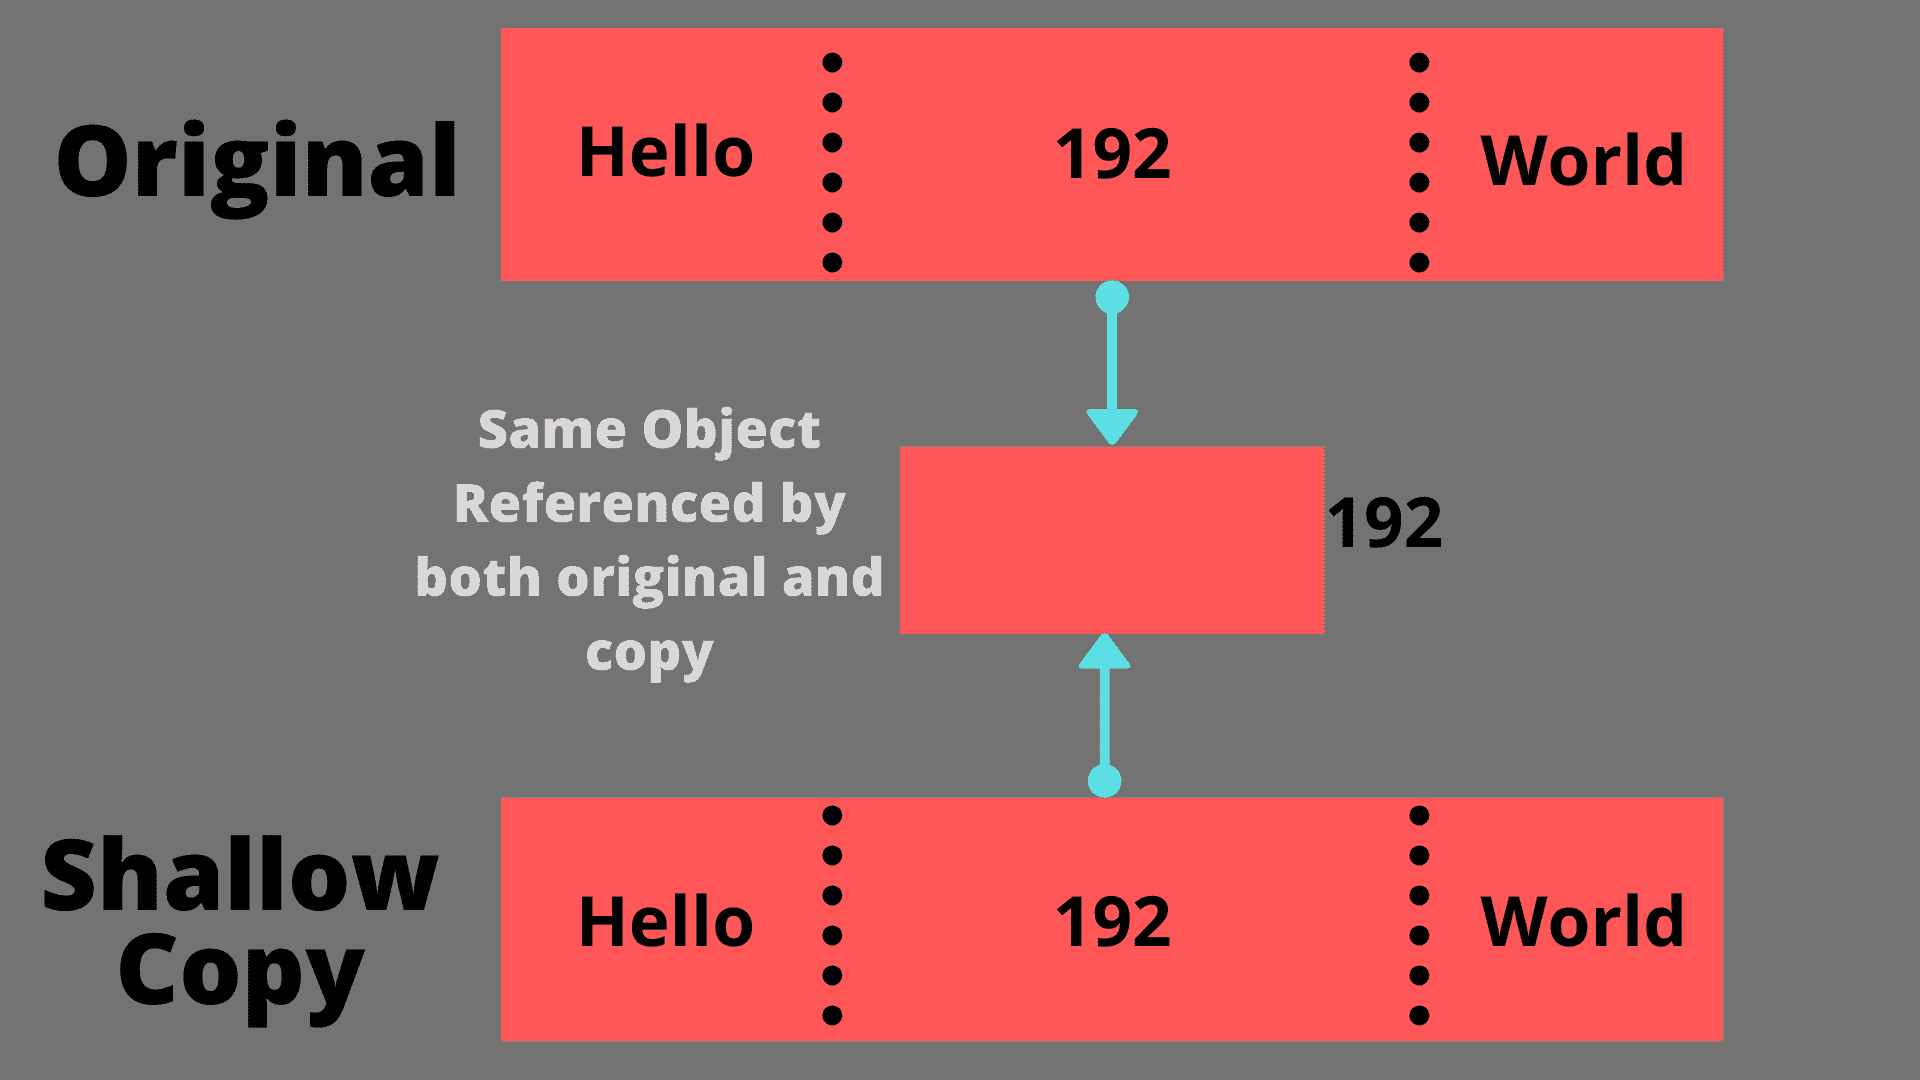 Original
Hello 192 World
Same Object
Referenced by
both original and
copy
192
Shallow
Copy
Hello 192 World